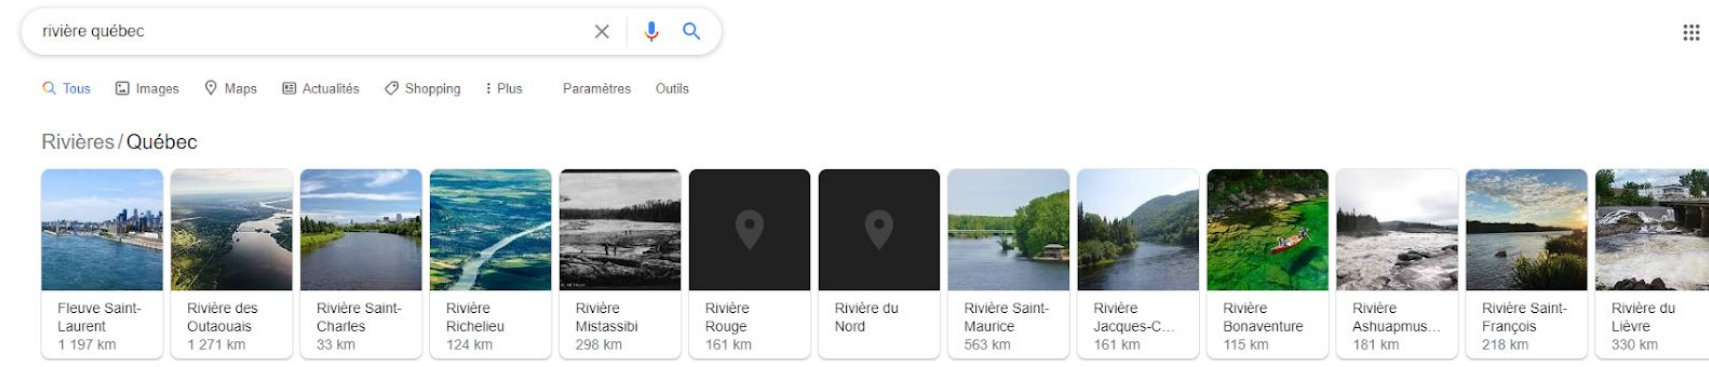 rivière québec
Tous Images Maps Actualités Shopping Plus Paramètres Outils
Rivières / Québec
Fleuve Saint-
Laurent
1 197 km
Rivière des
Outaouais
1 271 km
Rivière Saint-
Charles
33 km
Rivière
Richelieu
124 km
Rivière
Mistassibi
298 km
Rivière
Rouge
161 km
Rivière du
Nord
Rivière Saint-
Maurice
563 km
Rivière
Jacques-C...
161 km
Rivière
Bonaventure
115 km
Rivière
Ashuapmus...
181 km
Rivière Saint-
François
218 km
Rivière du
Lièvre
330 km